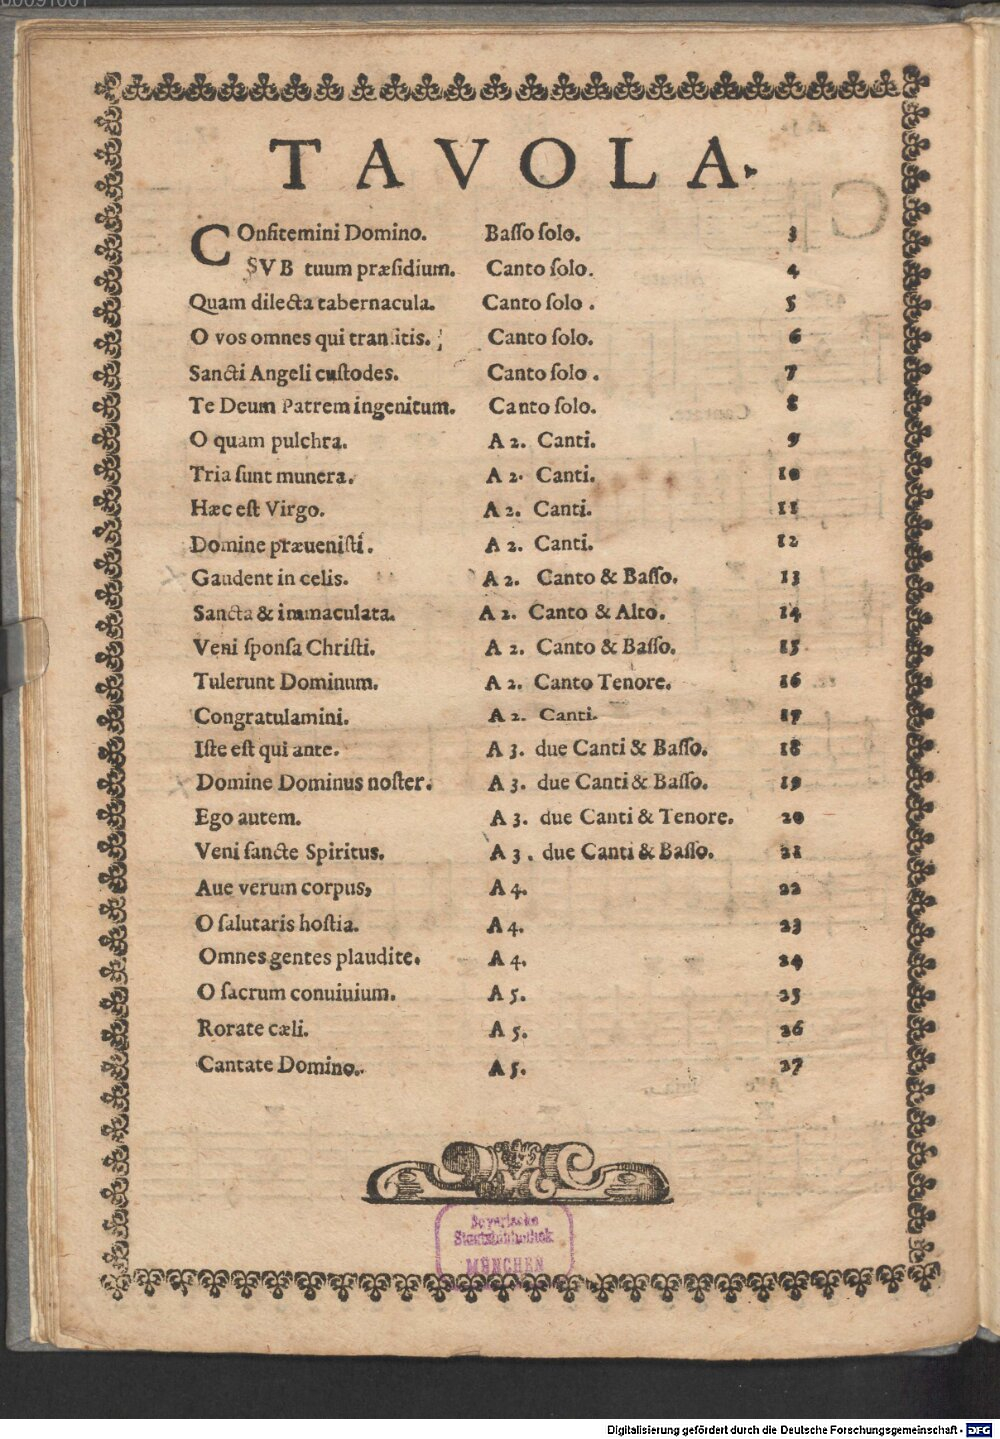 TAVOLA.
COnfitemini Domino. Basso solo. 3
SVB tuum præsidium. Canto solo. 4
Quam dilecta tabernacula. Canto solo. 5
O vos omnes qui transitis. Canto solo. 6
Sancti Angeli custodes. Canto solo. 7
Te Deum Patrem ingenitum. Canto solo. 8
O quam pulchra. A 2. Canti. 9
Tria sunt munera. A 2. Canti. 10
Hæc est Virgo. A 2. Canti. 11
Domine præuenisti. A 2. Canti. 12
Gaudent in celis. A 2. Canto & Basso. 13
Sancta & immaculata. A 2. Canto & Alto. 14
Veni sponsa Christi. A 2. Canto & Basso. 15
Tulerunt Dominum. A 2. Canto Tenore. 16
Congratulamini. A 2. Canti. 17
Iste est qui ante. A 3. due Canti & Basso. 18
Domine Dominus noster. A 3. due Canti & Basso. 19
Ego autem. A 3. due Canti & Tenore. 20
Veni sancte Spiritus. A 3. due Canti & Basso. 21
Aue verum corpus, A 4. 22
O salutaris hostia. A 4. 23
Omnes gentes plaudite. A 4. 24
O sacrum conuiuium. A 5. 25
Rorate cæli. A 5. 26
Cantate Domino. A 5. 27
Bayerische
Staatsbibliothek
MÜNCHEN
Digitalisierung gefördert durch die Deutsche Forschungsgemeinschaft - DFG